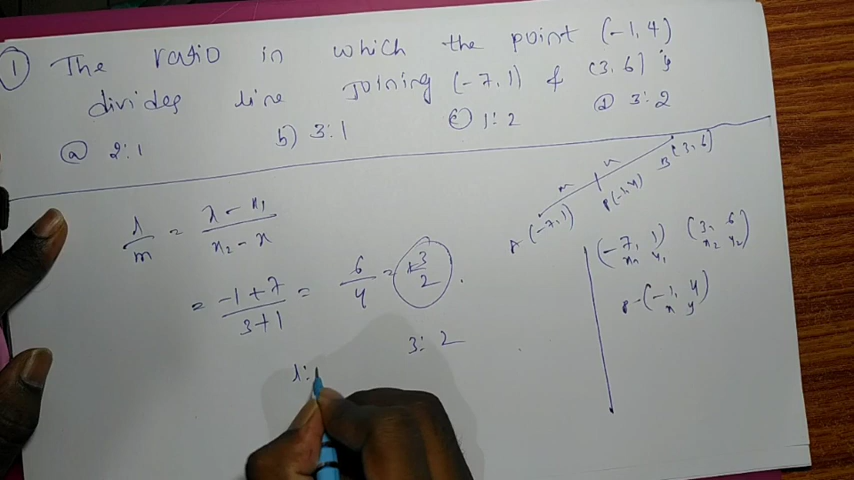 ① The ratio in which the point (-1, 4)
divides line joining (-7, 1) & (3, 6) is
ⓐ 2:1 b) 3:1 ⓒ 1:2 ⓓ 3:2
l/m = x - x₁ / x₂ - x
= -1 + 7 / 3 + 1 = 6/4 = 3/2 .
3: 2
l:
A (-7, 1) P(-1, 4) B (3, 6)
(-7, 1) (3, 6)
x₁ y₁ x₂ y₂
P - (-1, 4)
x y